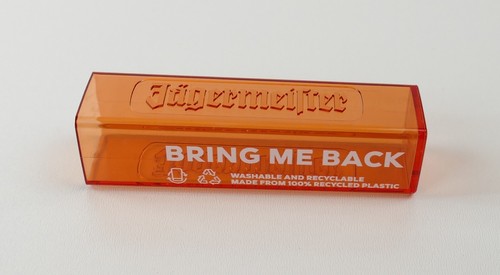 Jägermeister
BRING ME BACK
WASHABLE AND RECYCLABLE
MADE FROM 100% RECYCLED PLASTIC